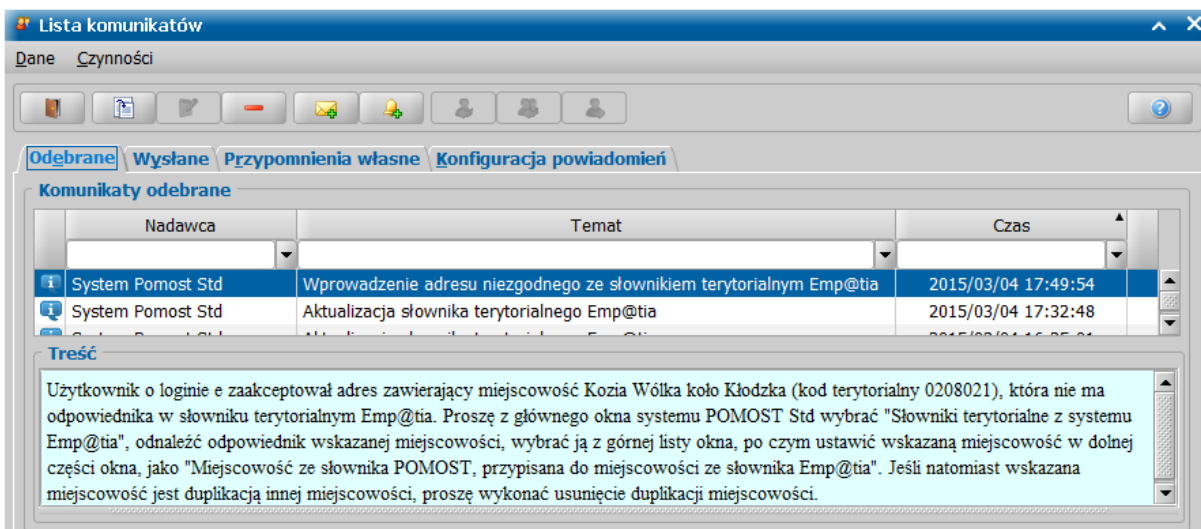 Lista komunikatów
Dane Czynności
Odebrane Wysłane Przypomnienia własne Konfiguracja powiadomień
Komunikaty odebrane
Nadawca Temat Czas
System Pomost Std Wprowadzenie adresu niezgodnego ze słownikiem terytorialnym Emp@tia 2015/03/04 17:49:54
System Pomost Std Aktualizacja słownika terytorialnego Emp@tia 2015/03/04 17:32:48
Treść
Użytkownik o loginie e zaakceptował adres zawierający miejscowość Kozia Wólka koło Kłodzka (kod terytorialny 0208021), która nie ma
odpowiednika w słowniku terytorialnym Emp@tia. Proszę z głównego okna systemu POMOST Std wybrać "Słowniki terytorialne z systemu
Emp@tia", odnaleźć odpowiednik wskazanej miejscowości, wybrać ją z górnej listy okna, po czym ustawić wskazaną miejscowość w dolnej
części okna, jako "Miejscowość ze słownika POMOST, przypisana do miejscowości ze słownika Emp@tia". Jeśli natomiast wskazana
miejscowość jest duplikacją innej miejscowości, proszę wykonać usunięcie duplikacji miejscowości.